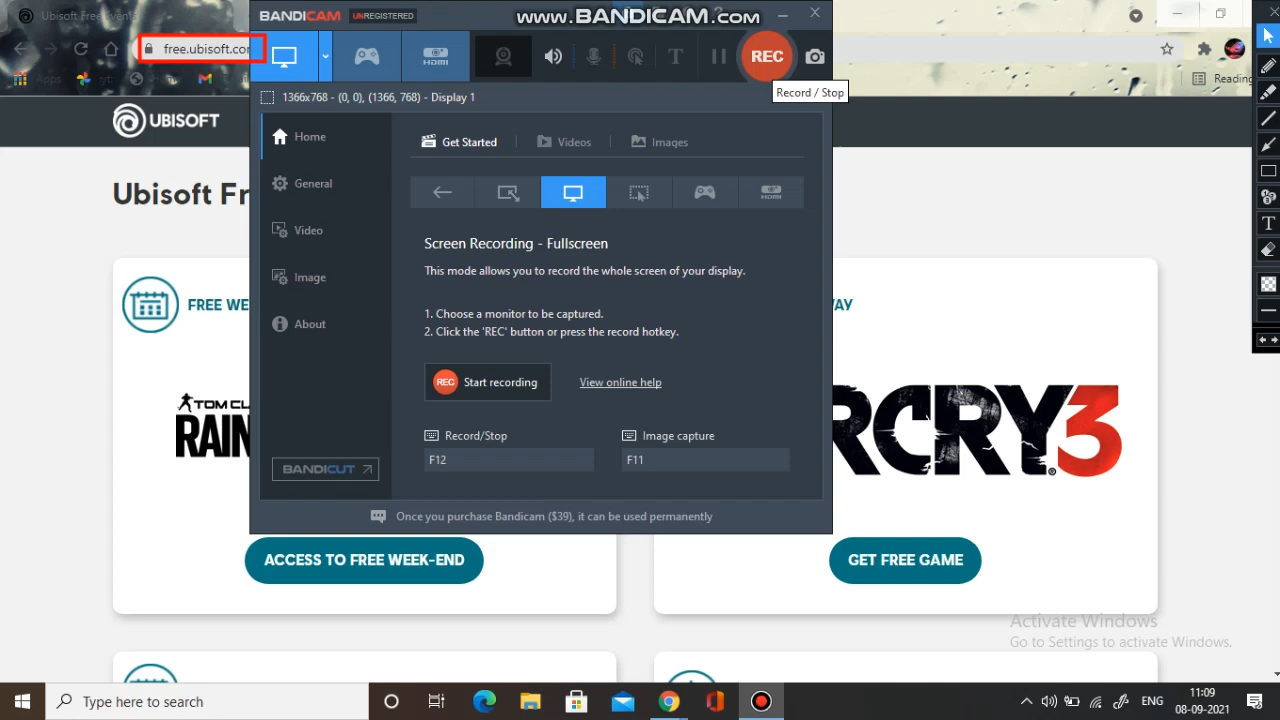 Ubisoft Free Events
BANDICAM UNREGISTERED
www.BANDICAM.com
free.ubisoft.com
HDMI
REC
Apps
Reading
Record / Stop
1366x768 - (0, 0), (1366, 768) - Display 1
UBISOFT
Home
Get Started
Videos
Images
General
HDMI
Ubisoft Fr
Video
Screen Recording - Fullscreen
This mode allows you to record the whole screen of your display.
Image
FREE WE
WAY
1. Choose a monitor to be captured.
About
2. Click the 'REC' button or press the record hotkey.
REC Start recording
View online help
TOM CL
RAIN
RCRY3
Record/Stop
Image capture
F12
F11
BANDICUT
Once you purchase Bandicam ($39), it can be used permanently
ACCESS TO FREE WEEK-END
GET FREE GAME
Activate Windows
Go to Settings to activate Windows.
Type here to search
ENG
11:09
08-09-2021